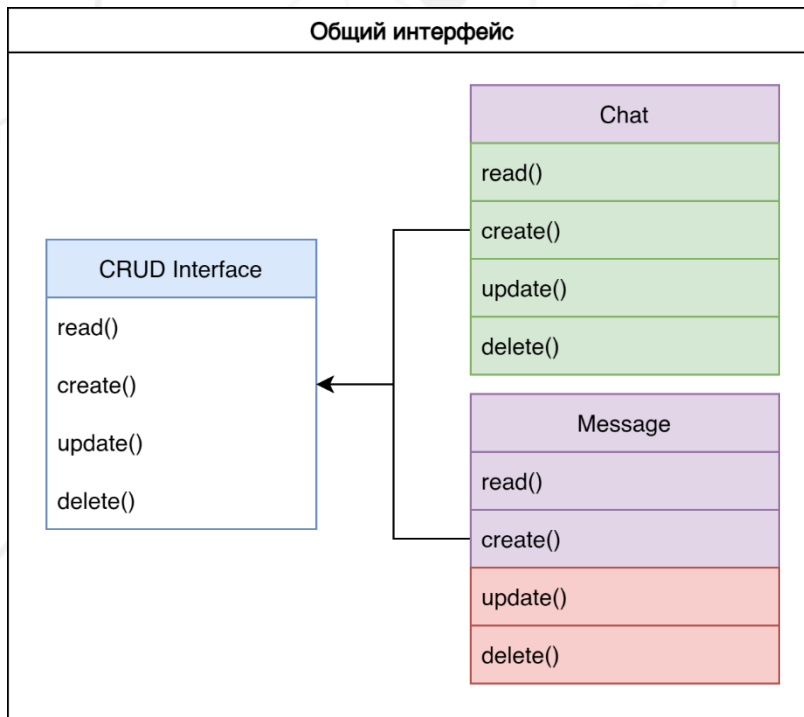 Общий интерфейс
CRUD Interface
read()
create()
update()
delete()
Chat
read()
create()
update()
delete()
Message
read()
create()
update()
delete()